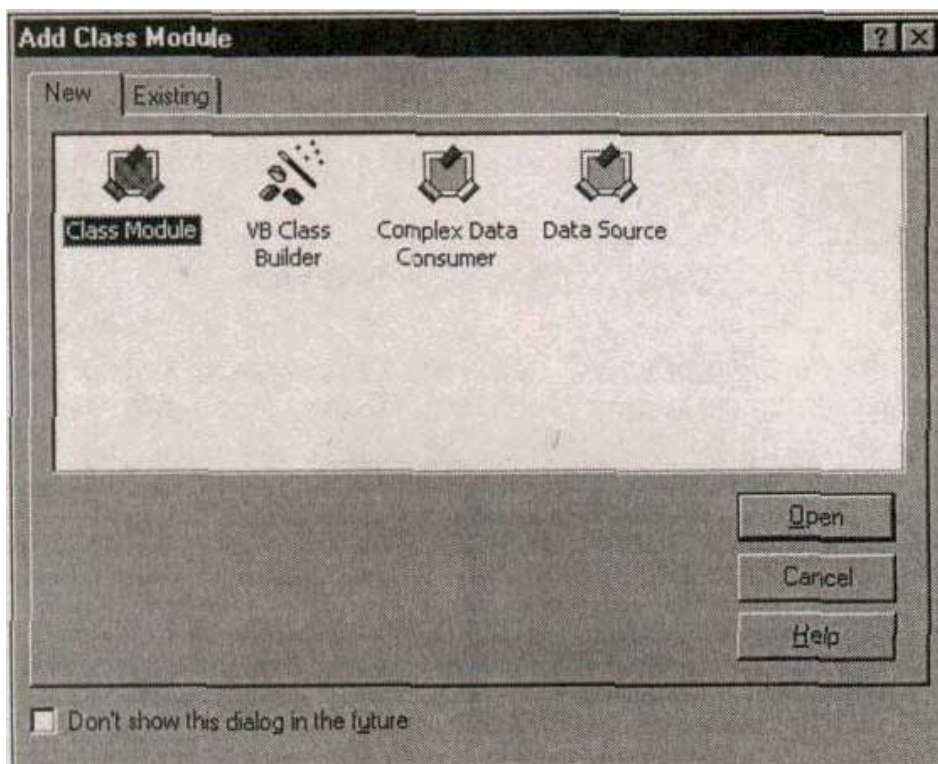 Add Class Module
New
Existing
Class Module
VB Class
Builder
Complex Data
Consumer
Data Source
Open
Cancel
Help
Don't show this dialog in the future